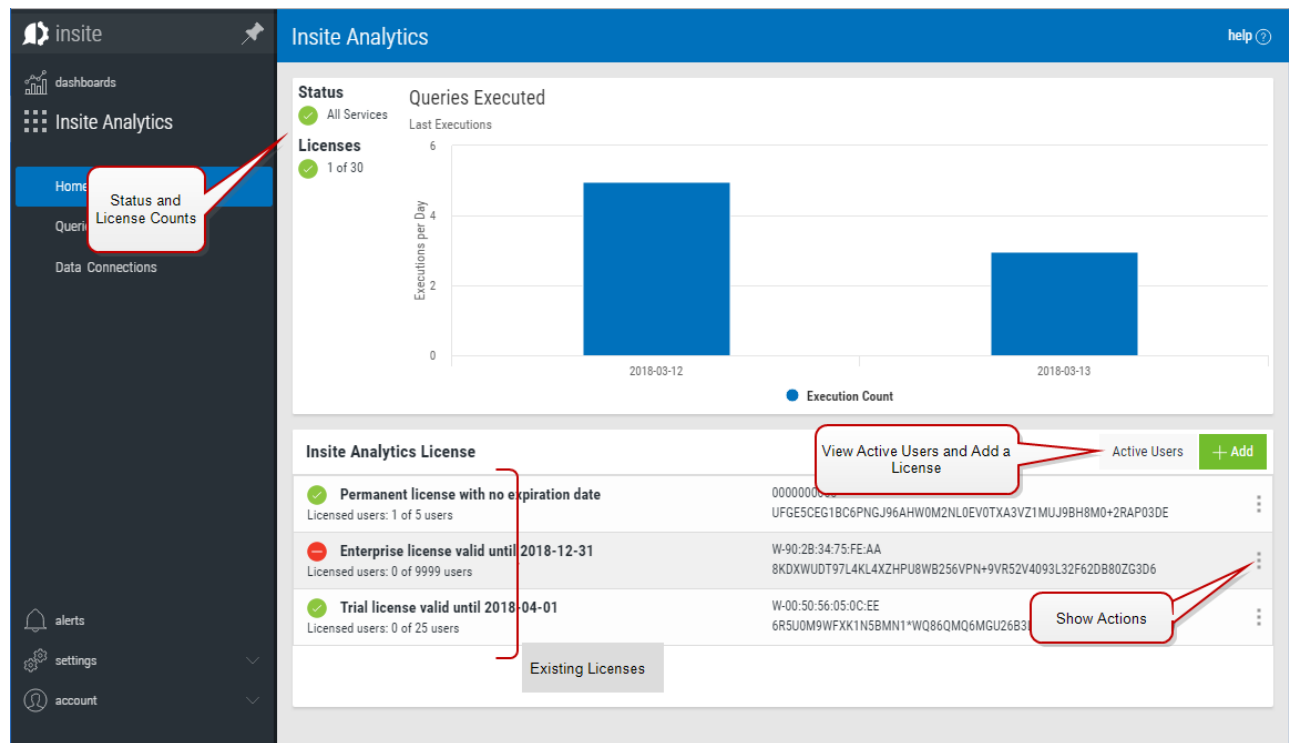 insite
dashboards
Insite Analytics
Home
Data Connections
alerts
settings
account
Status and
License Counts
Insite Analytics
help ?
Status
All Services
Licenses
1 of 30
Queries Executed
Last Executions
Executions per Day
6
4
2
0
2018-03-12
2018-03-13
Execution Count
Insite Analytics License
View Active Users and Add a
License
Active Users
+ Add
Permanent license with no expiration date
Licensed users: 1 of 5 users
UFGE5CEG1BC6PNGJ96AHW0M2NL0EV0TXA3VZ1MUJ9BH8M0+2RAP03DE
Enterprise license valid until 2018-12-31
Licensed users: 0 of 9999 users
W-90:2B:34:75:FE:AA
8KDXWUDT97L4KL4XZHPU8WB256VPN+9VR52V4093L32F62DB80ZG3D6
Trial license valid until 2018-04-01
Licensed users: 0 of 25 users
W-00:50:56:05:0C:EE
Show Actions
Existing Licenses